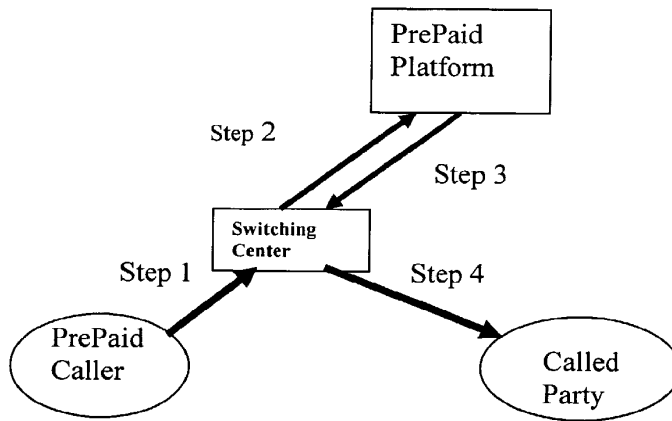 PrePaid
Platform
Step 2
Step 3
Switching
Center
Step 1
Step 4
PrePaid
Caller
Called
Party